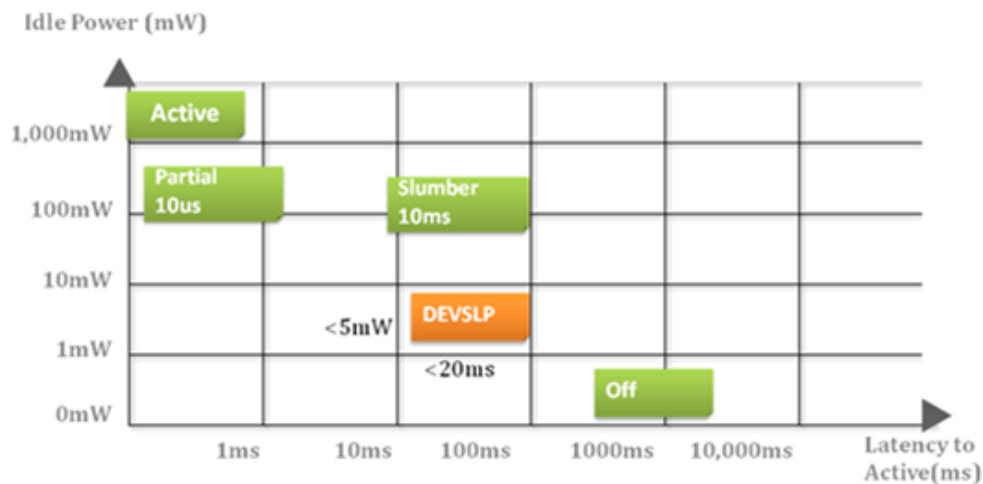 Idle Power (mW)
Active
1,000mW
Partial
10us
Slumber
10ms
100mW
10mW
DEVSLP
<5mW
1mW
<20ms
Off
0mW
1ms
10ms
100ms
1000ms
10,000ms
Latency to
Active(ms)